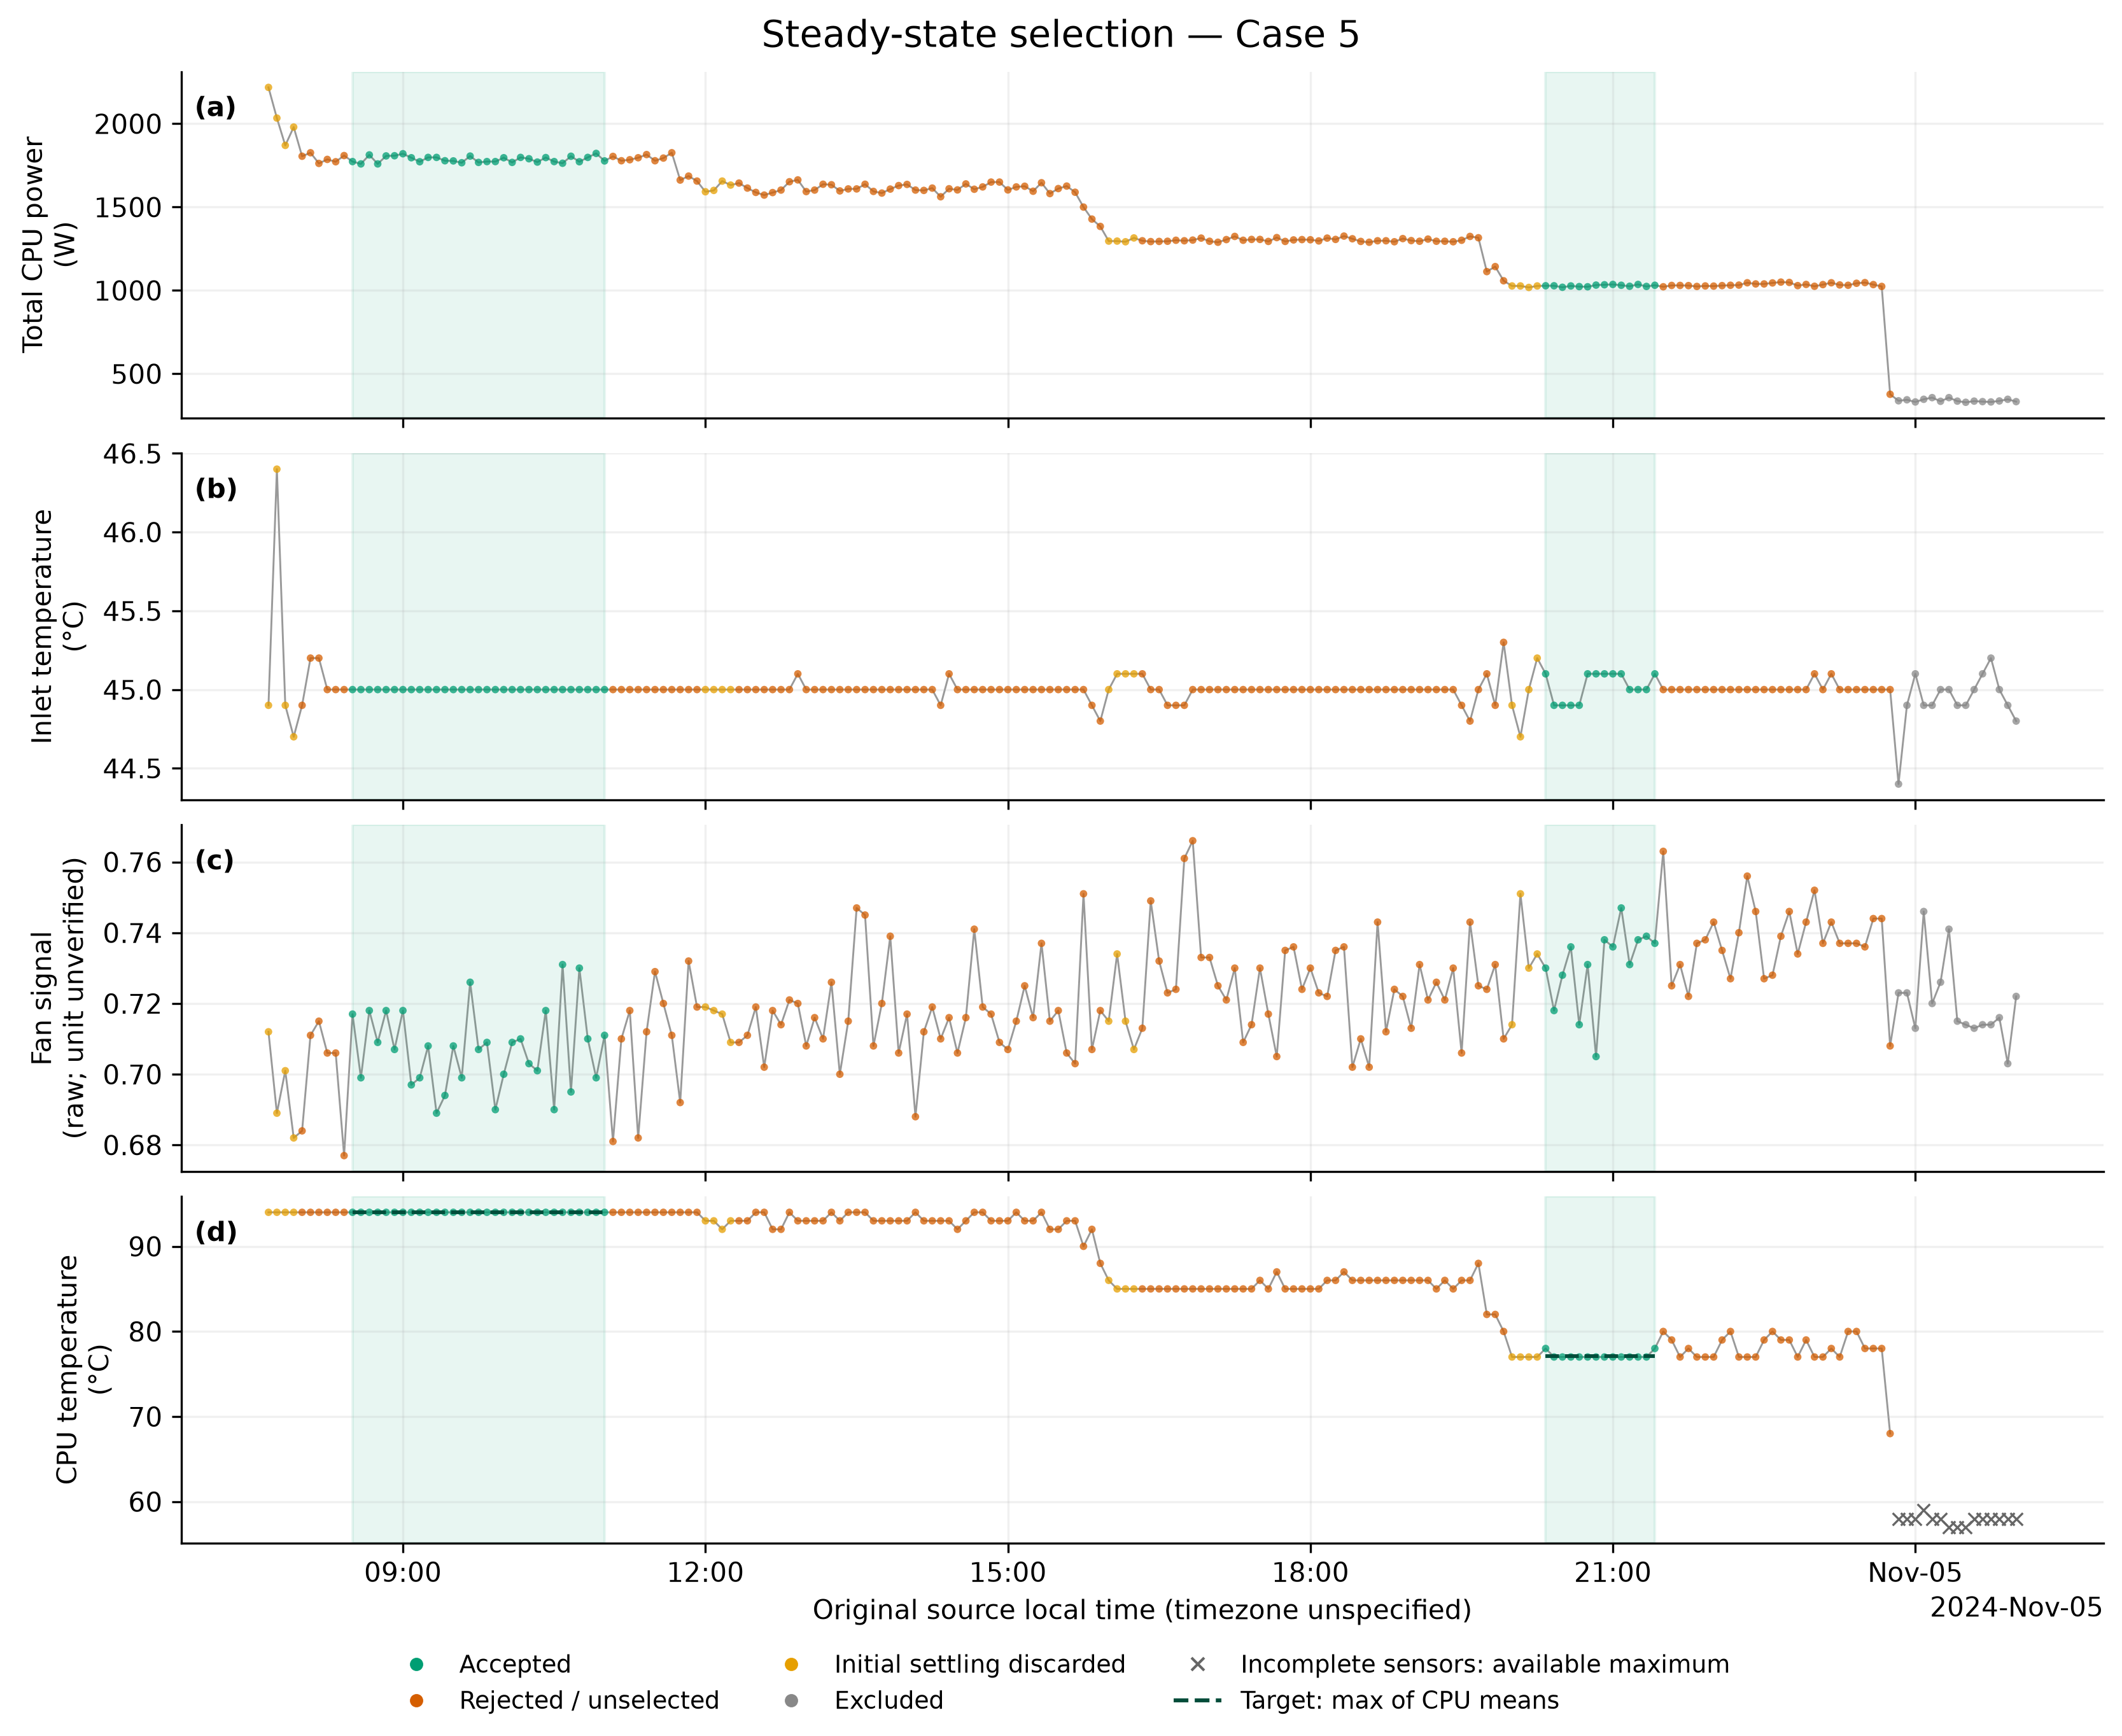 Steady-state selection — Case 5
(a)
Total CPU power
(W)
2000
1500
1000
500
(b)
Inlet temperature
(°C)
46.5
46.0
45.5
45.0
44.5
(c)
Fan signal
(raw; unit unverified)
0.76
0.74
0.72
0.70
0.68
(d)
CPU temperature
(°C)
90
80
70
60
09:00 12:00 15:00 18:00 21:00 Nov-05
Original source local time (timezone unspecified)
2024-Nov-05
Accepted
Rejected / unselected
Initial settling discarded
Excluded
Incomplete sensors: available maximum
Target: max of CPU means